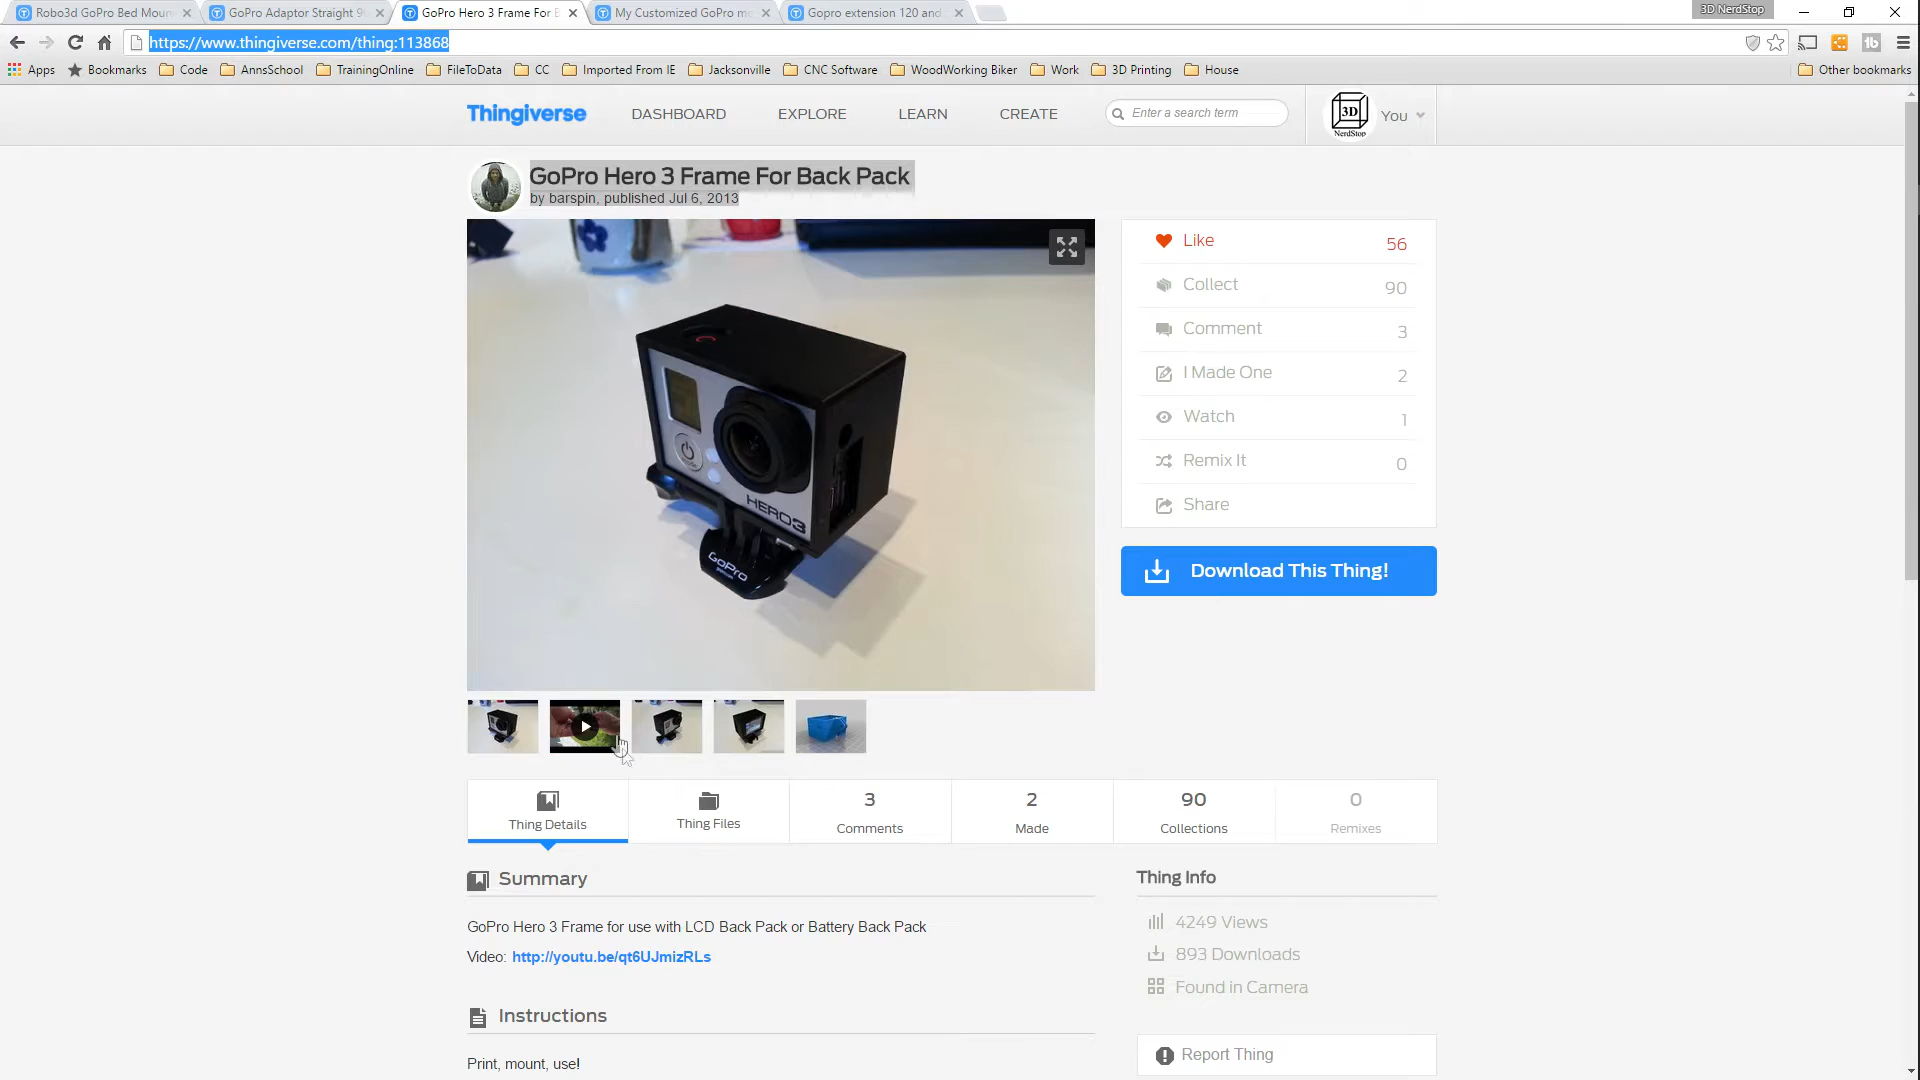 3D NerdStop
Robo3d GoPro Bed Moun
GoPro Adaptor Straight 9
GoPro Hero 3 Frame For B
My Customized GoPro m
Gopro extension 120 and
https://www.thingiverse.com/thing:113868
Apps
Bookmarks
Code
AnnsSchool
TrainingOnline
FileToData
CC
Imported From IE
Jacksonville
CNC Software
WoodWorking Biker
Work
3D Printing
House
Other bookmarks
Thingiverse
DASHBOARD
EXPLORE
LEARN
CREATE
Enter a search term
3D
NerdStop
You
GoPro Hero 3 Frame For Back Pack
by barspin, published Jul 6, 2013
HERO3
GoPro
Like 56
Collect 90
Comment 3
I Made One 2
Watch 1
Remix It 0
Share
Download This Thing!
Thing Details
Thing Files
3
Comments
2
Made
90
Collections
0
Remixes
Summary
GoPro Hero 3 Frame for use with LCD Back Pack or Battery Back Pack
Video: http://youtu.be/qt6UJmizRLs
Instructions
Print, mount, use!
Thing Info
4249 Views
893 Downloads
Found in Camera
Report Thing